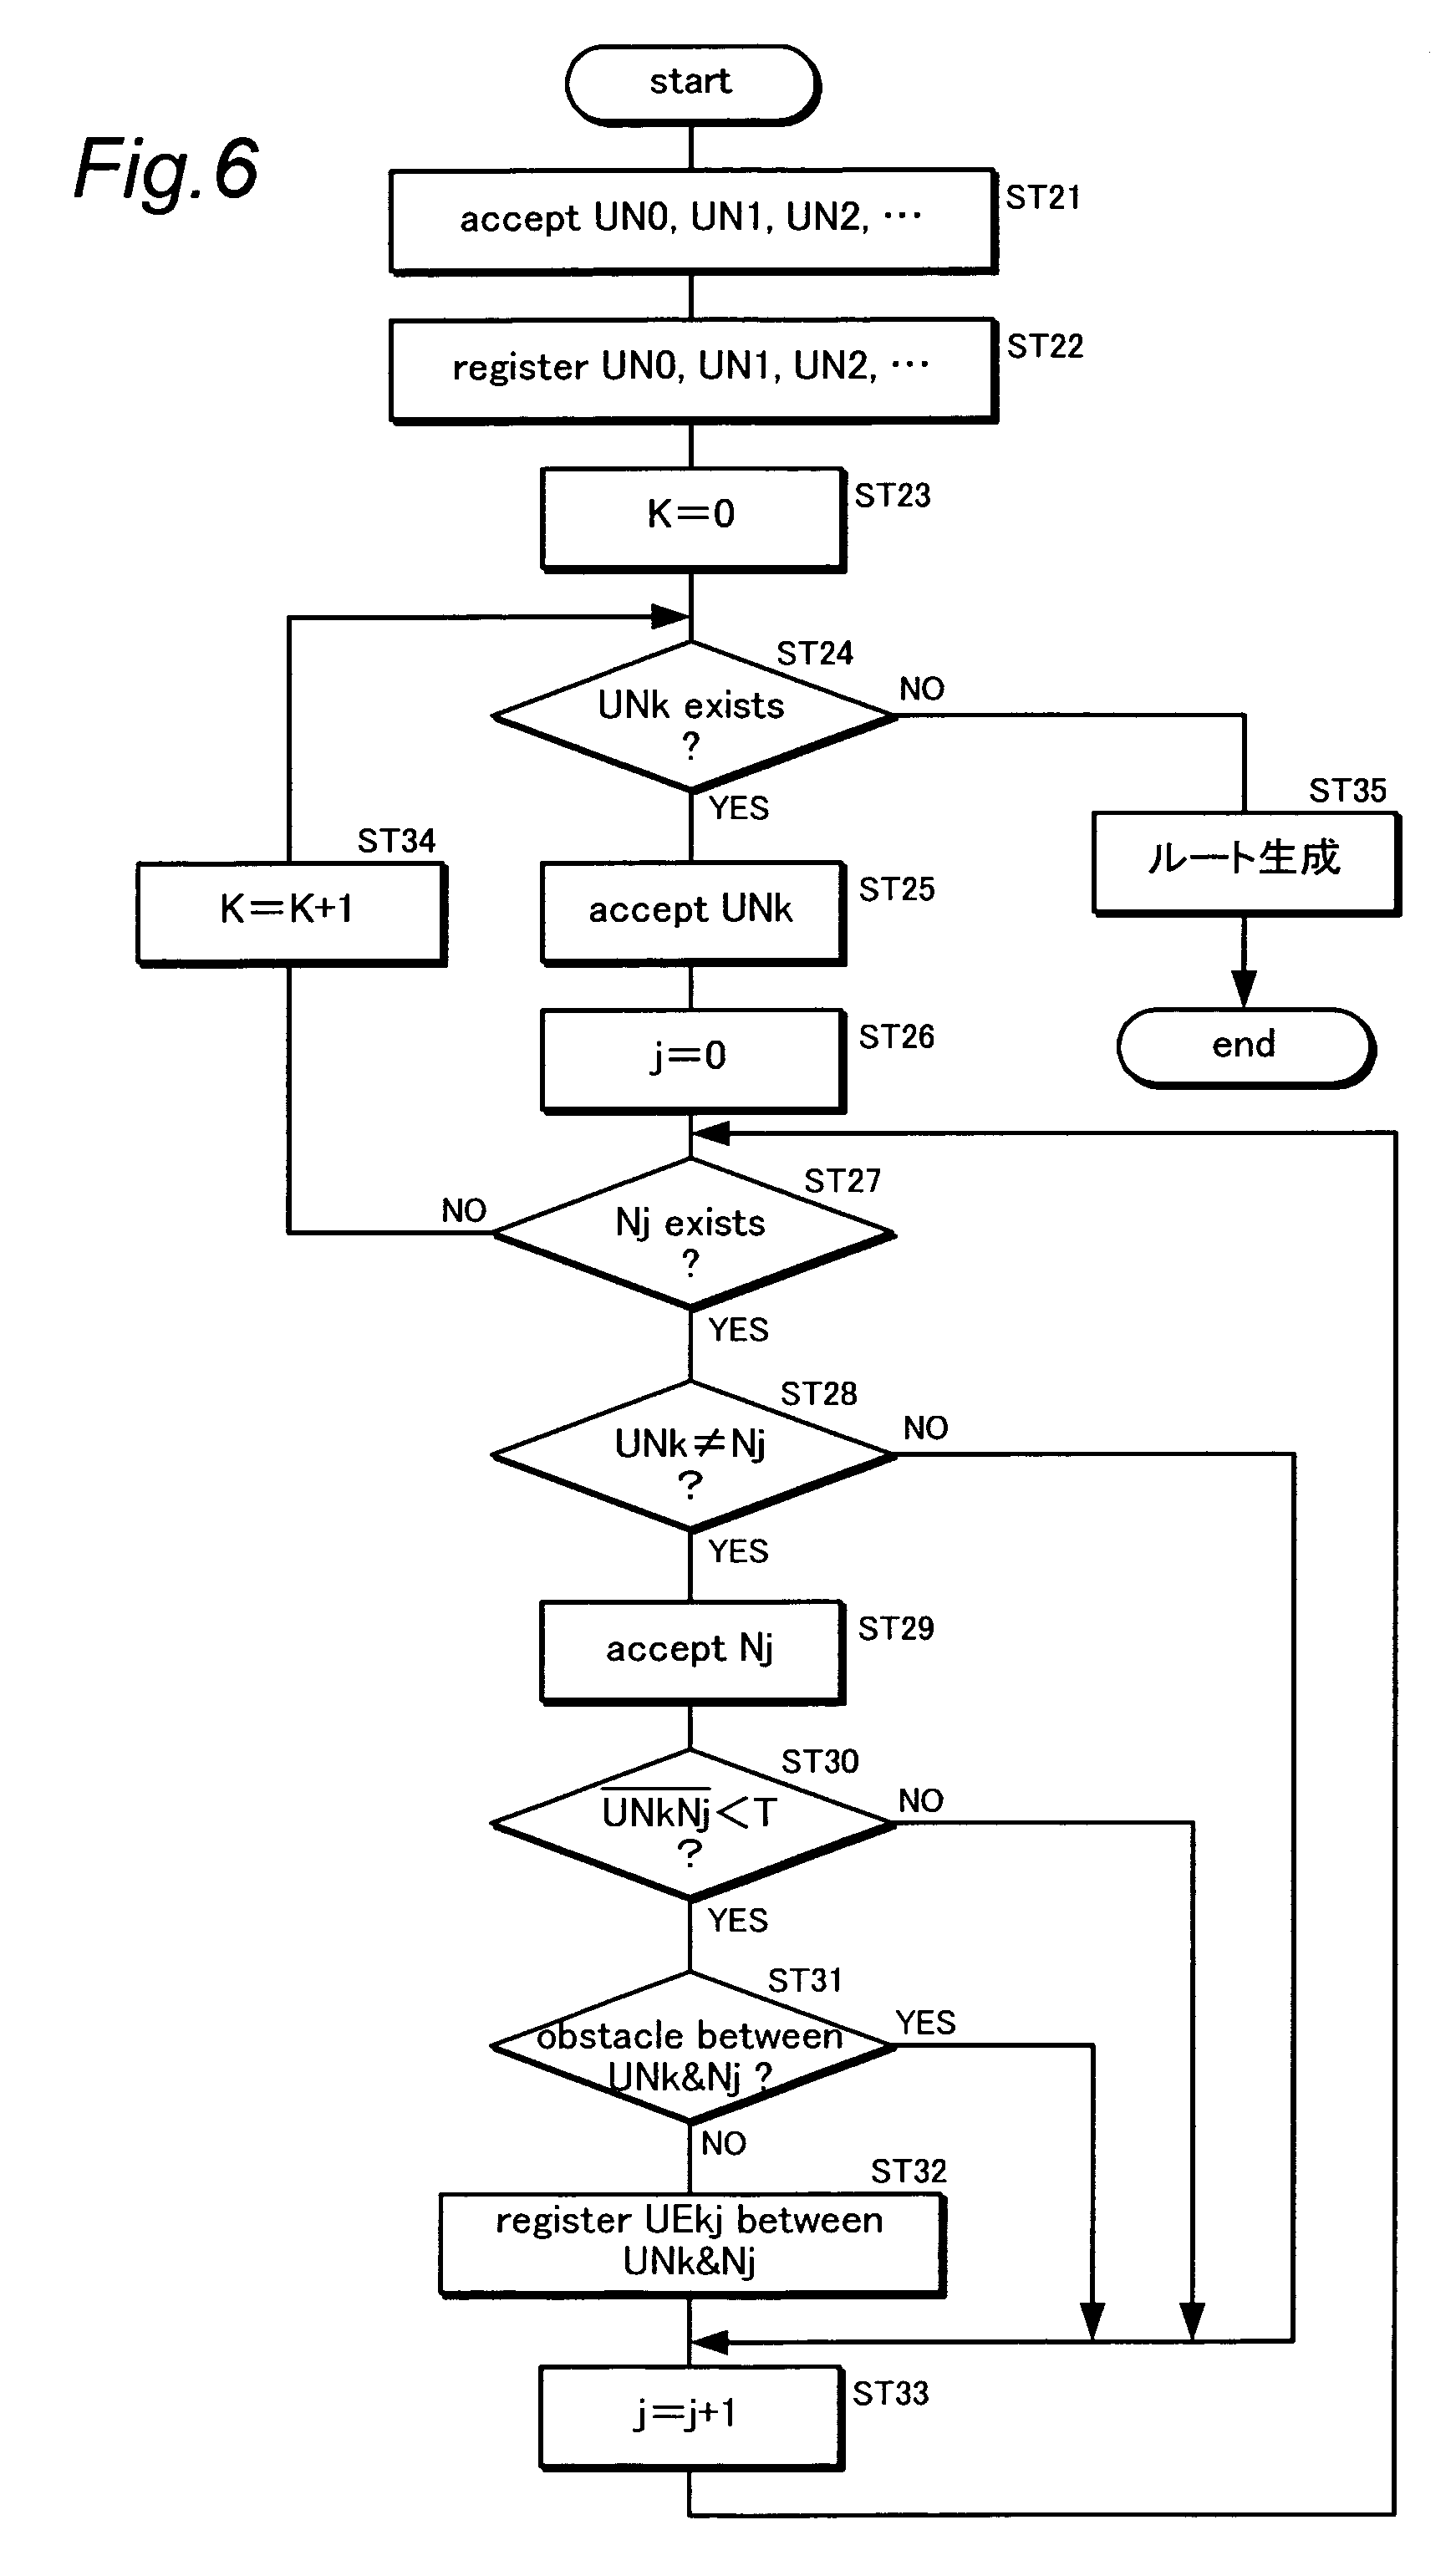 start
Fig.6
ST21
accept UN0, UN1, UN2, ⋯
ST22
register UN0, UN1, UN2, ⋯
ST23
K=0
ST24
UNk exists
?
NO
YES
ST35
ルート生成
ST34
K=K+1
ST25
accept UNk
ST26
j=0
end
ST27
Nj exists
?
NO
YES
ST28
UNk≠Nj
?
NO
YES
ST29
accept Nj
ST30
U̅N̅k̅N̅j̅<T
?
NO
YES
ST31
obstacle between
UNk&Nj ?
YES
NO
ST32
register UEkj between
UNk&Nj
ST33
j=j+1